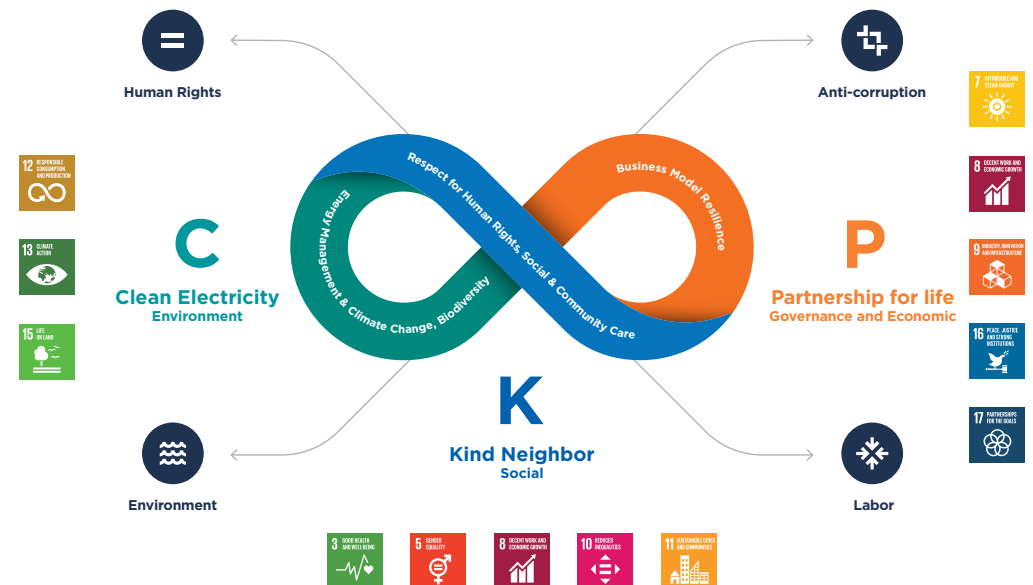 Human Rights
Anti-corruption
7 AFFORDABLE AND
CLEAN ENERGY
12 RESPONSIBLE
CONSUMPTION
AND PRODUCTION
8 DECENT WORK AND
ECONOMIC GROWTH
13 CLIMATE
ACTION
9 INDUSTRY, INNOVATION
AND INFRASTRUCTURE
15 LIFE
ON LAND
16 PEACE, JUSTICE
AND STRONG
INSTITUTIONS
17 PARTNERSHIPS
FOR THE GOALS
C
Clean Electricity
Environment
Energy Management & Climate Change, Biodiversity
Respect for Human Rights, Social & Community Care
Business Model Resilience
P
Partnership for life
Governance and Economic
K
Kind Neighbor
Social
Environment
Labor
3 GOOD HEALTH
AND WELL-BEING
5 GENDER
EQUALITY
8 DECENT WORK AND
ECONOMIC GROWTH
10 REDUCED
INEQUALITIES
11 SUSTAINABLE CITIES
AND COMMUNITIES